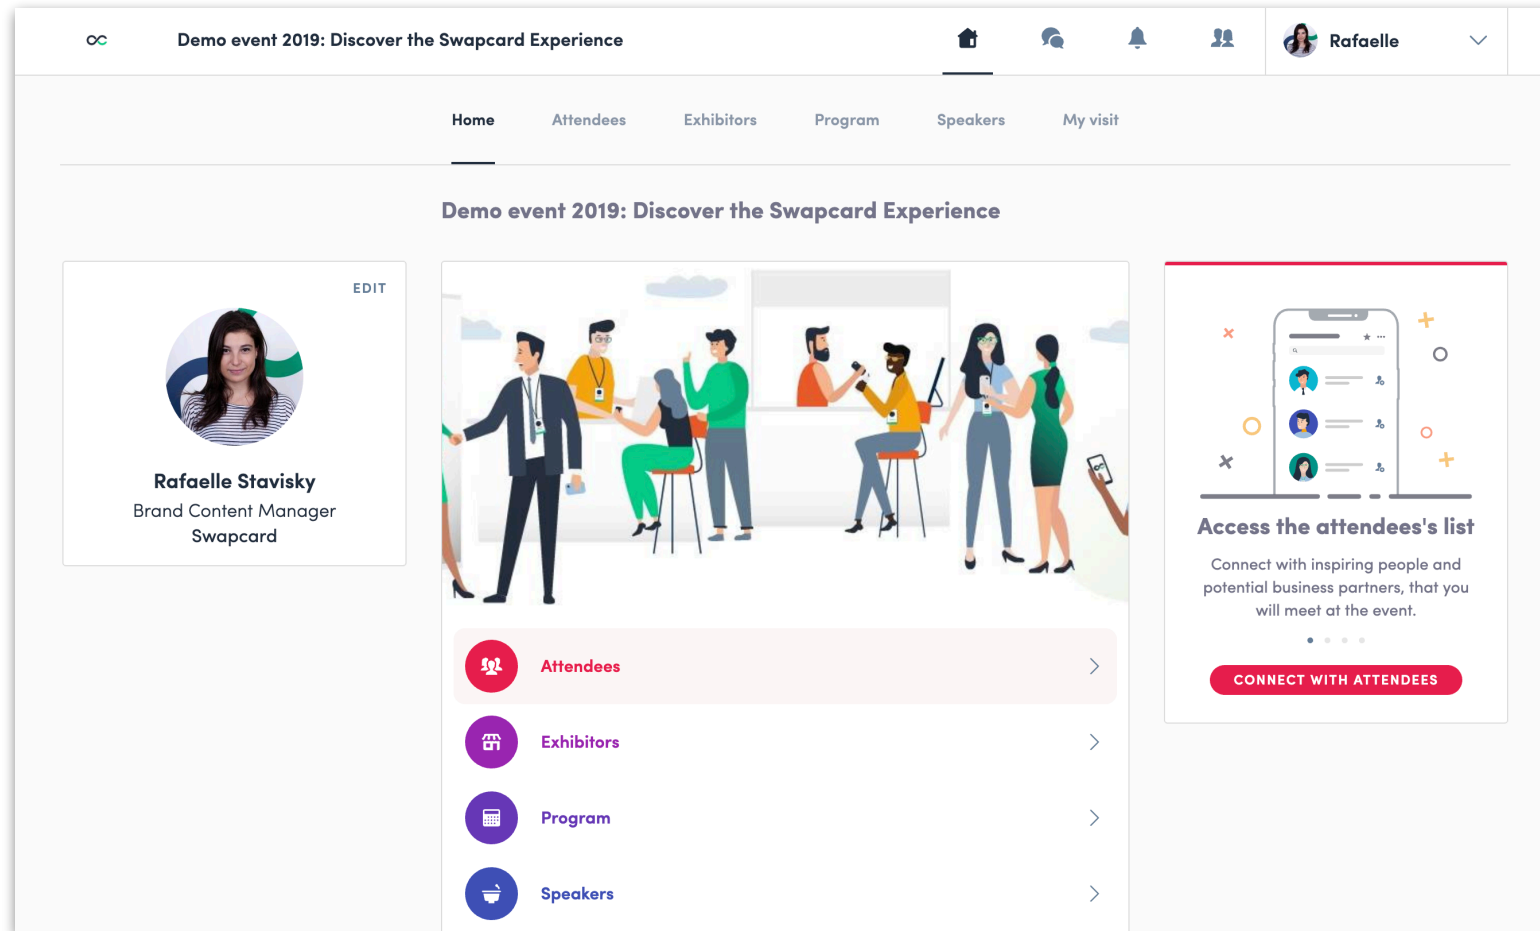 Demo event 2019: Discover the Swapcard Experience
Rafaelle
Home
Attendees
Exhibitors
Program
Speakers
My visit
Demo event 2019: Discover the Swapcard Experience
EDIT
Rafaelle Stavisky
Brand Content Manager
Swapcard
Attendees
Exhibitors
Program
Speakers
Access the attendees's list
Connect with inspiring people and
potential business partners, that you
will meet at the event.
CONNECT WITH ATTENDEES